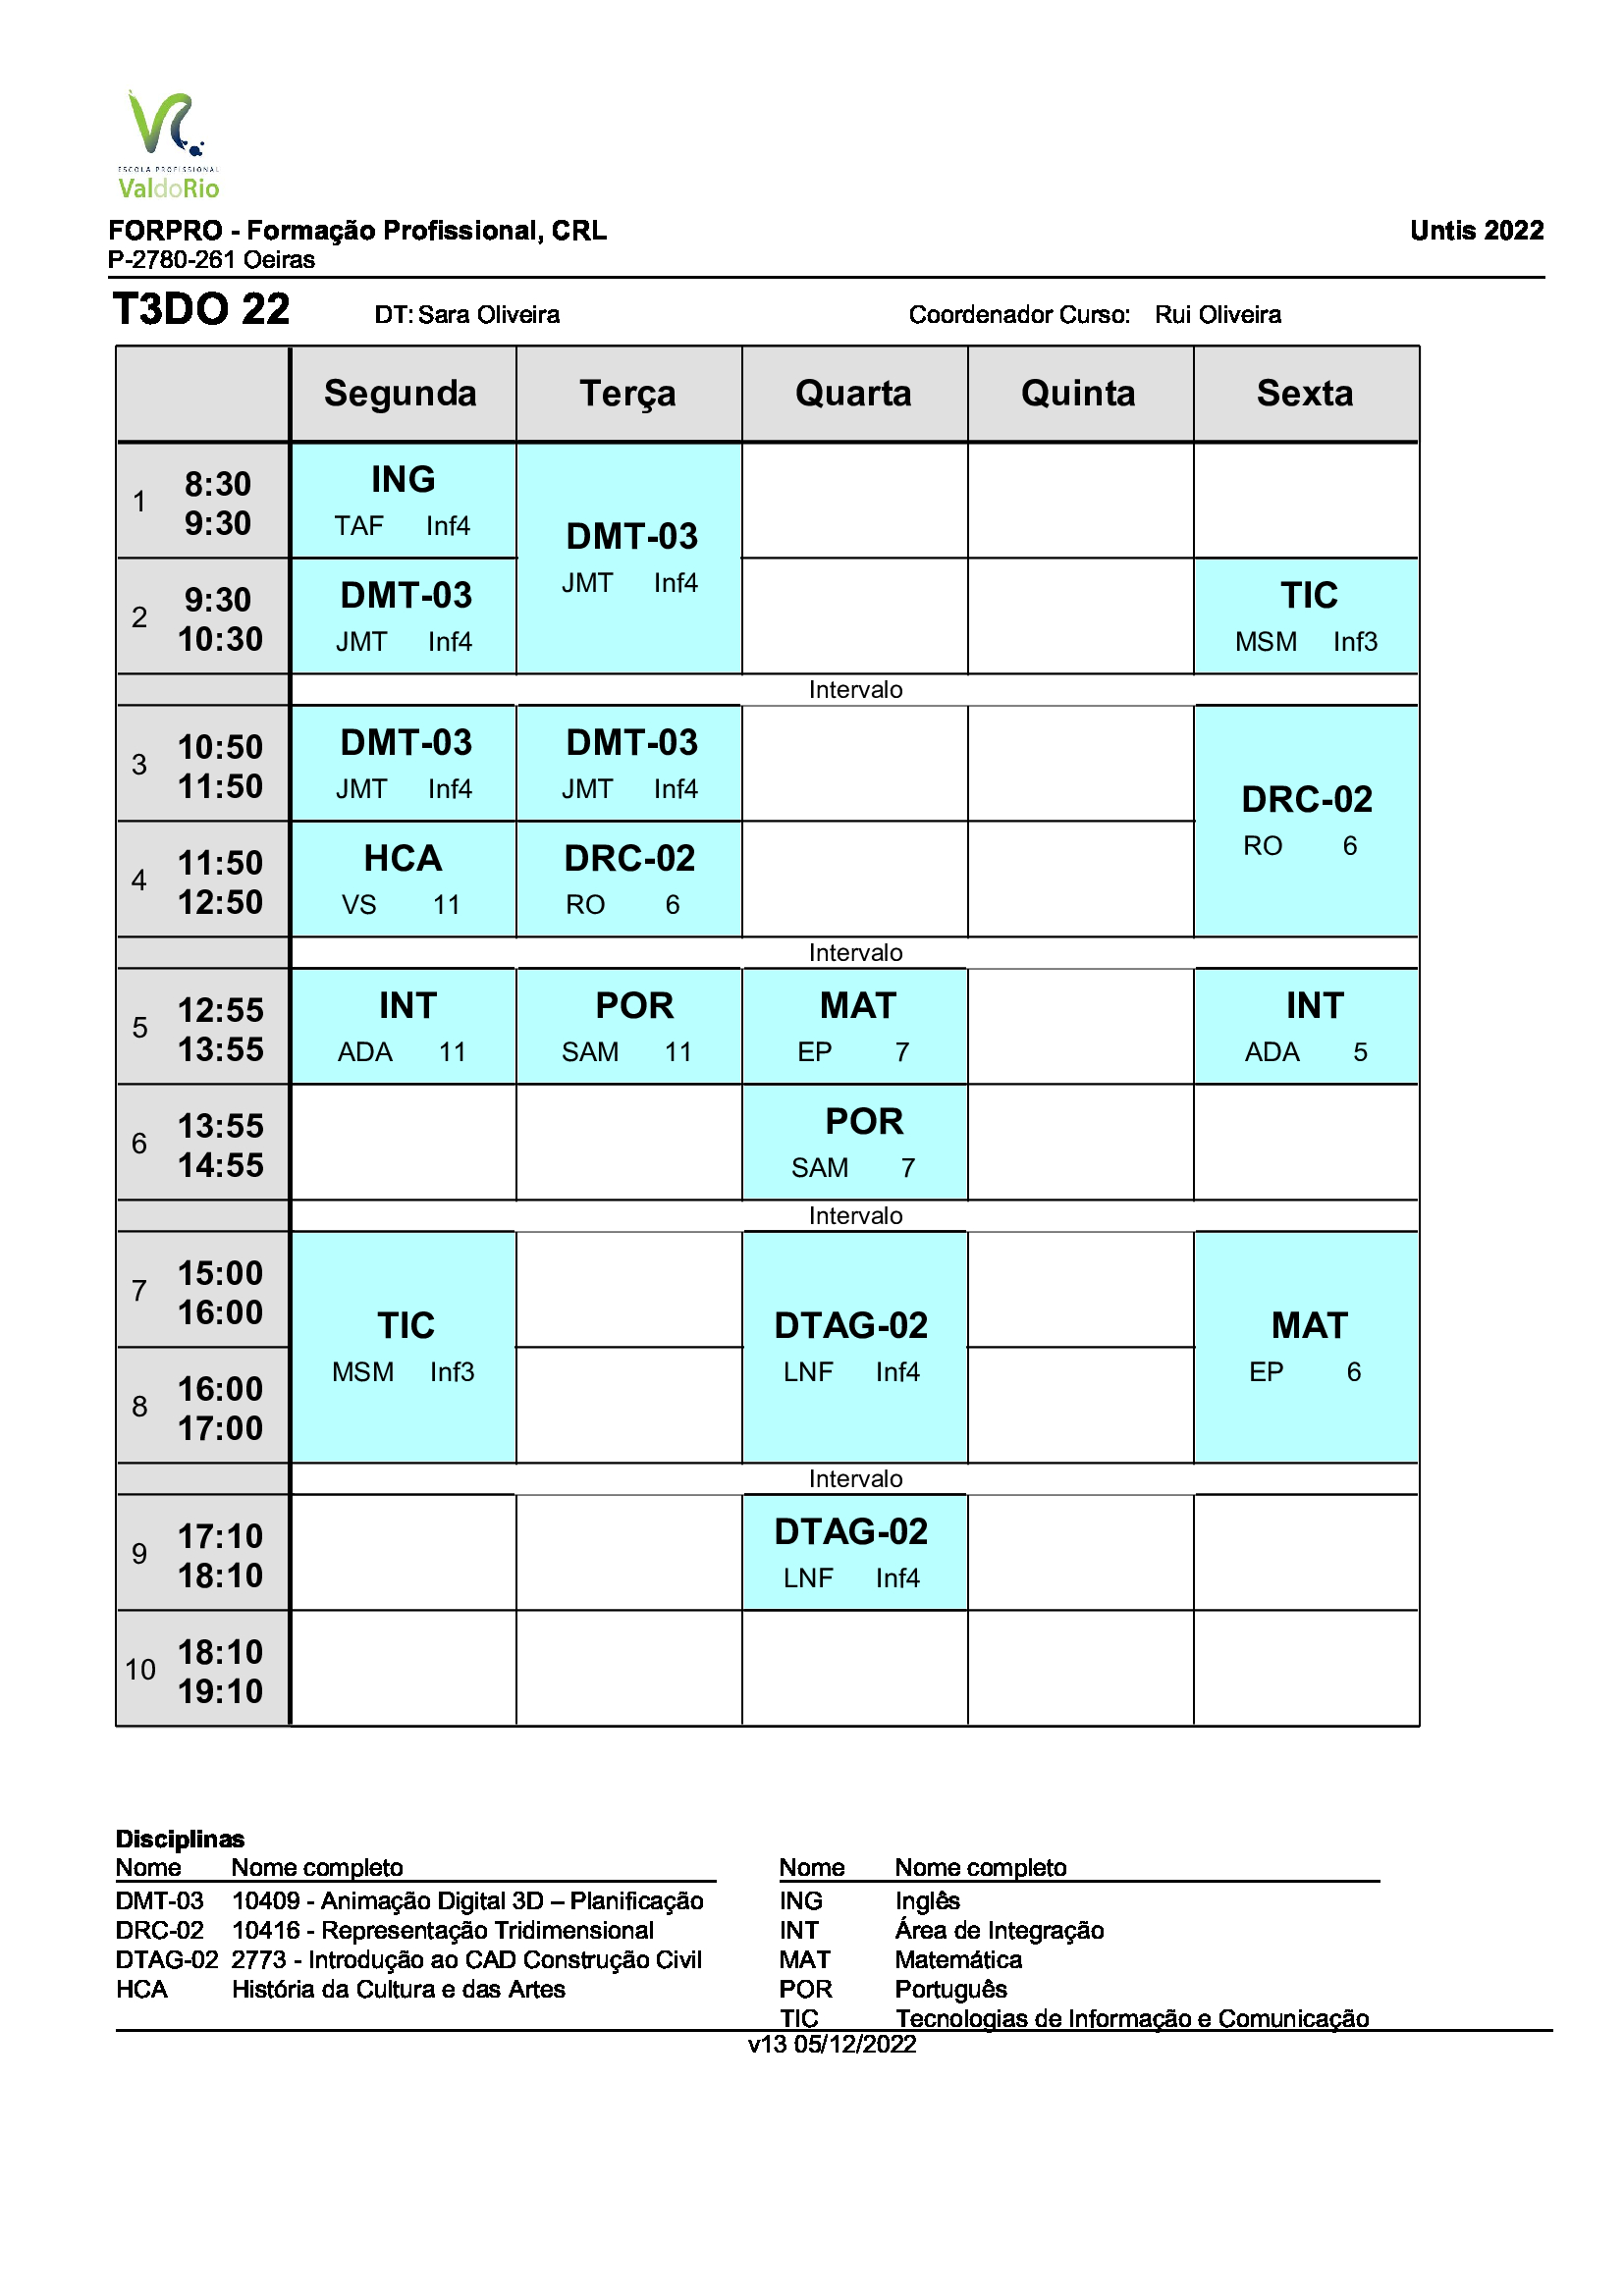 ESCOLA PROFISSIONAL
ValdoRio
FORPRO - Formação Profissional, CRL Untis 2022
P-2780-261 Oeiras
T3DO 22 DT: Sara Oliveira Coordenador Curso: Rui Oliveira
Segunda Terça Quarta Quinta Sexta
1 8:30 9:30
ING
TAF Inf4
DMT-03
JMT Inf4
2 9:30 10:30
DMT-03
JMT Inf4
TIC
MSM Inf3
Intervalo
3 10:50 11:50
DMT-03
JMT Inf4
DMT-03
JMT Inf4
DRC-02
RO 6
4 11:50 12:50
HCA
VS 11
DRC-02
RO 6
Intervalo
5 12:55 13:55
INT
ADA 11
POR
SAM 11
MAT
EP 7
INT
ADA 5
6 13:55 14:55
POR
SAM 7
Intervalo
7 15:00 16:00
TIC
MSM Inf3
DTAG-02
LNF Inf4
MAT
EP 6
8 16:00 17:00
Intervalo
9 17:10 18:10
DTAG-02
LNF Inf4
10 18:10 19:10
Disciplinas
Nome Nome completo
DMT-03 10409 - Animação Digital 3D – Planificação
DRC-02 10416 - Representação Tridimensional
DTAG-02 2773 - Introdução ao CAD Construção Civil
HCA História da Cultura e das Artes
Nome Nome completo
ING Inglês
INT Área de Integração
MAT Matemática
POR Português
TIC Tecnologias de Informação e Comunicação
v13 05/12/2022